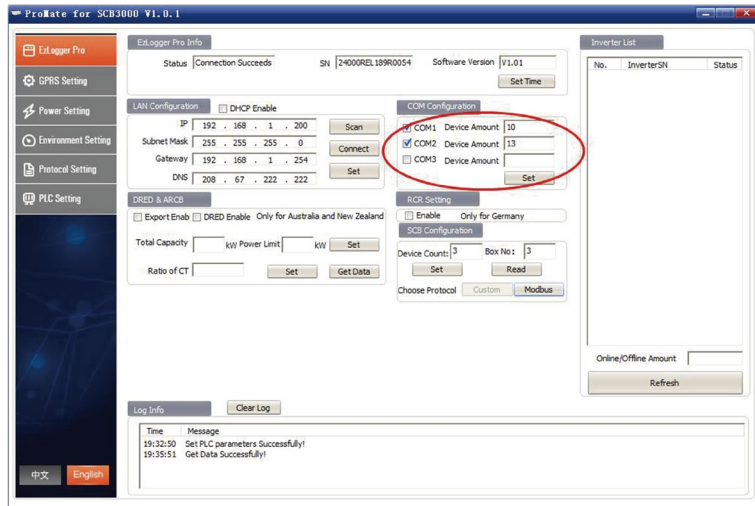 ProMate for SCB3000 V1.0.1
EzLogger Pro
GPRS Setting
Power Setting
Environment Setting
Protocol Setting
PLC Setting
中文
English
EzLogger Pro Info
Status Connection Succeeds SN 24000REL189R0054 Software Version V1.01
Set Time
LAN Configuration DHCP Enable
IP 192 . 168 . 1 . 200 Scan
Subnet Mask 255 . 255 . 255 . 0 Connect
Gateway 192 . 168 . 1 . 254
Set
DNS 208 . 67 . 222 . 222
COM Configuration
COM1 Device Amount 10
COM2 Device Amount 13
COM3 Device Amount
Set
DRED & ARCB
Export Enab DRED Enable Only for Australia and New Zealand
Total Capacity kW Power Limit kW Set
Ratio of CT Set Get Data
RCR Setting
Enable Only for Germany
SCB Configuration
Device Count: 3 Box No: 3
Set Read
Choose Protocol Custom Modbus
Inverter List
No. InverterSN Status
Online/Offline Amount
Refresh
Log Info Clear Log
Time Message
19:32:50 Set PLC parameters Successfully!
19:35:51 Get Data Successfully!